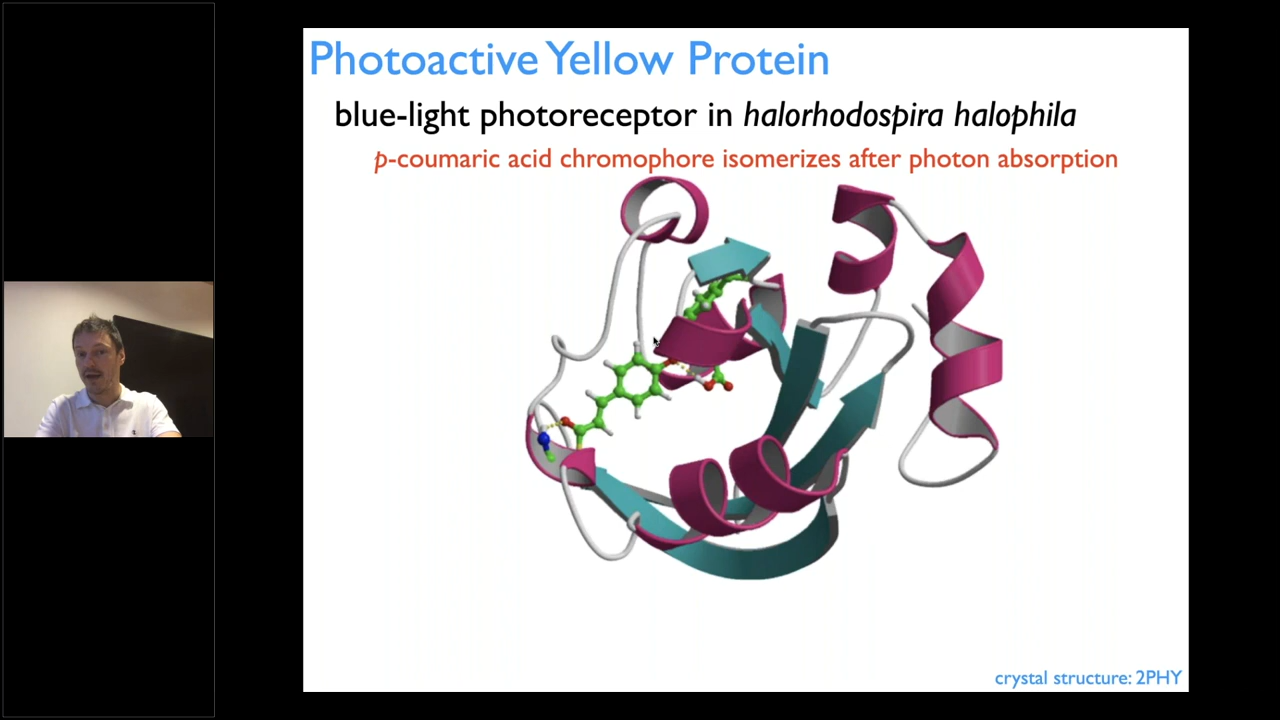 Photoactive Yellow Protein
blue-light photoreceptor in halorhodospira halophila
p-coumaric acid chromophore isomerizes after photon absorption
crystal structure: 2PHY